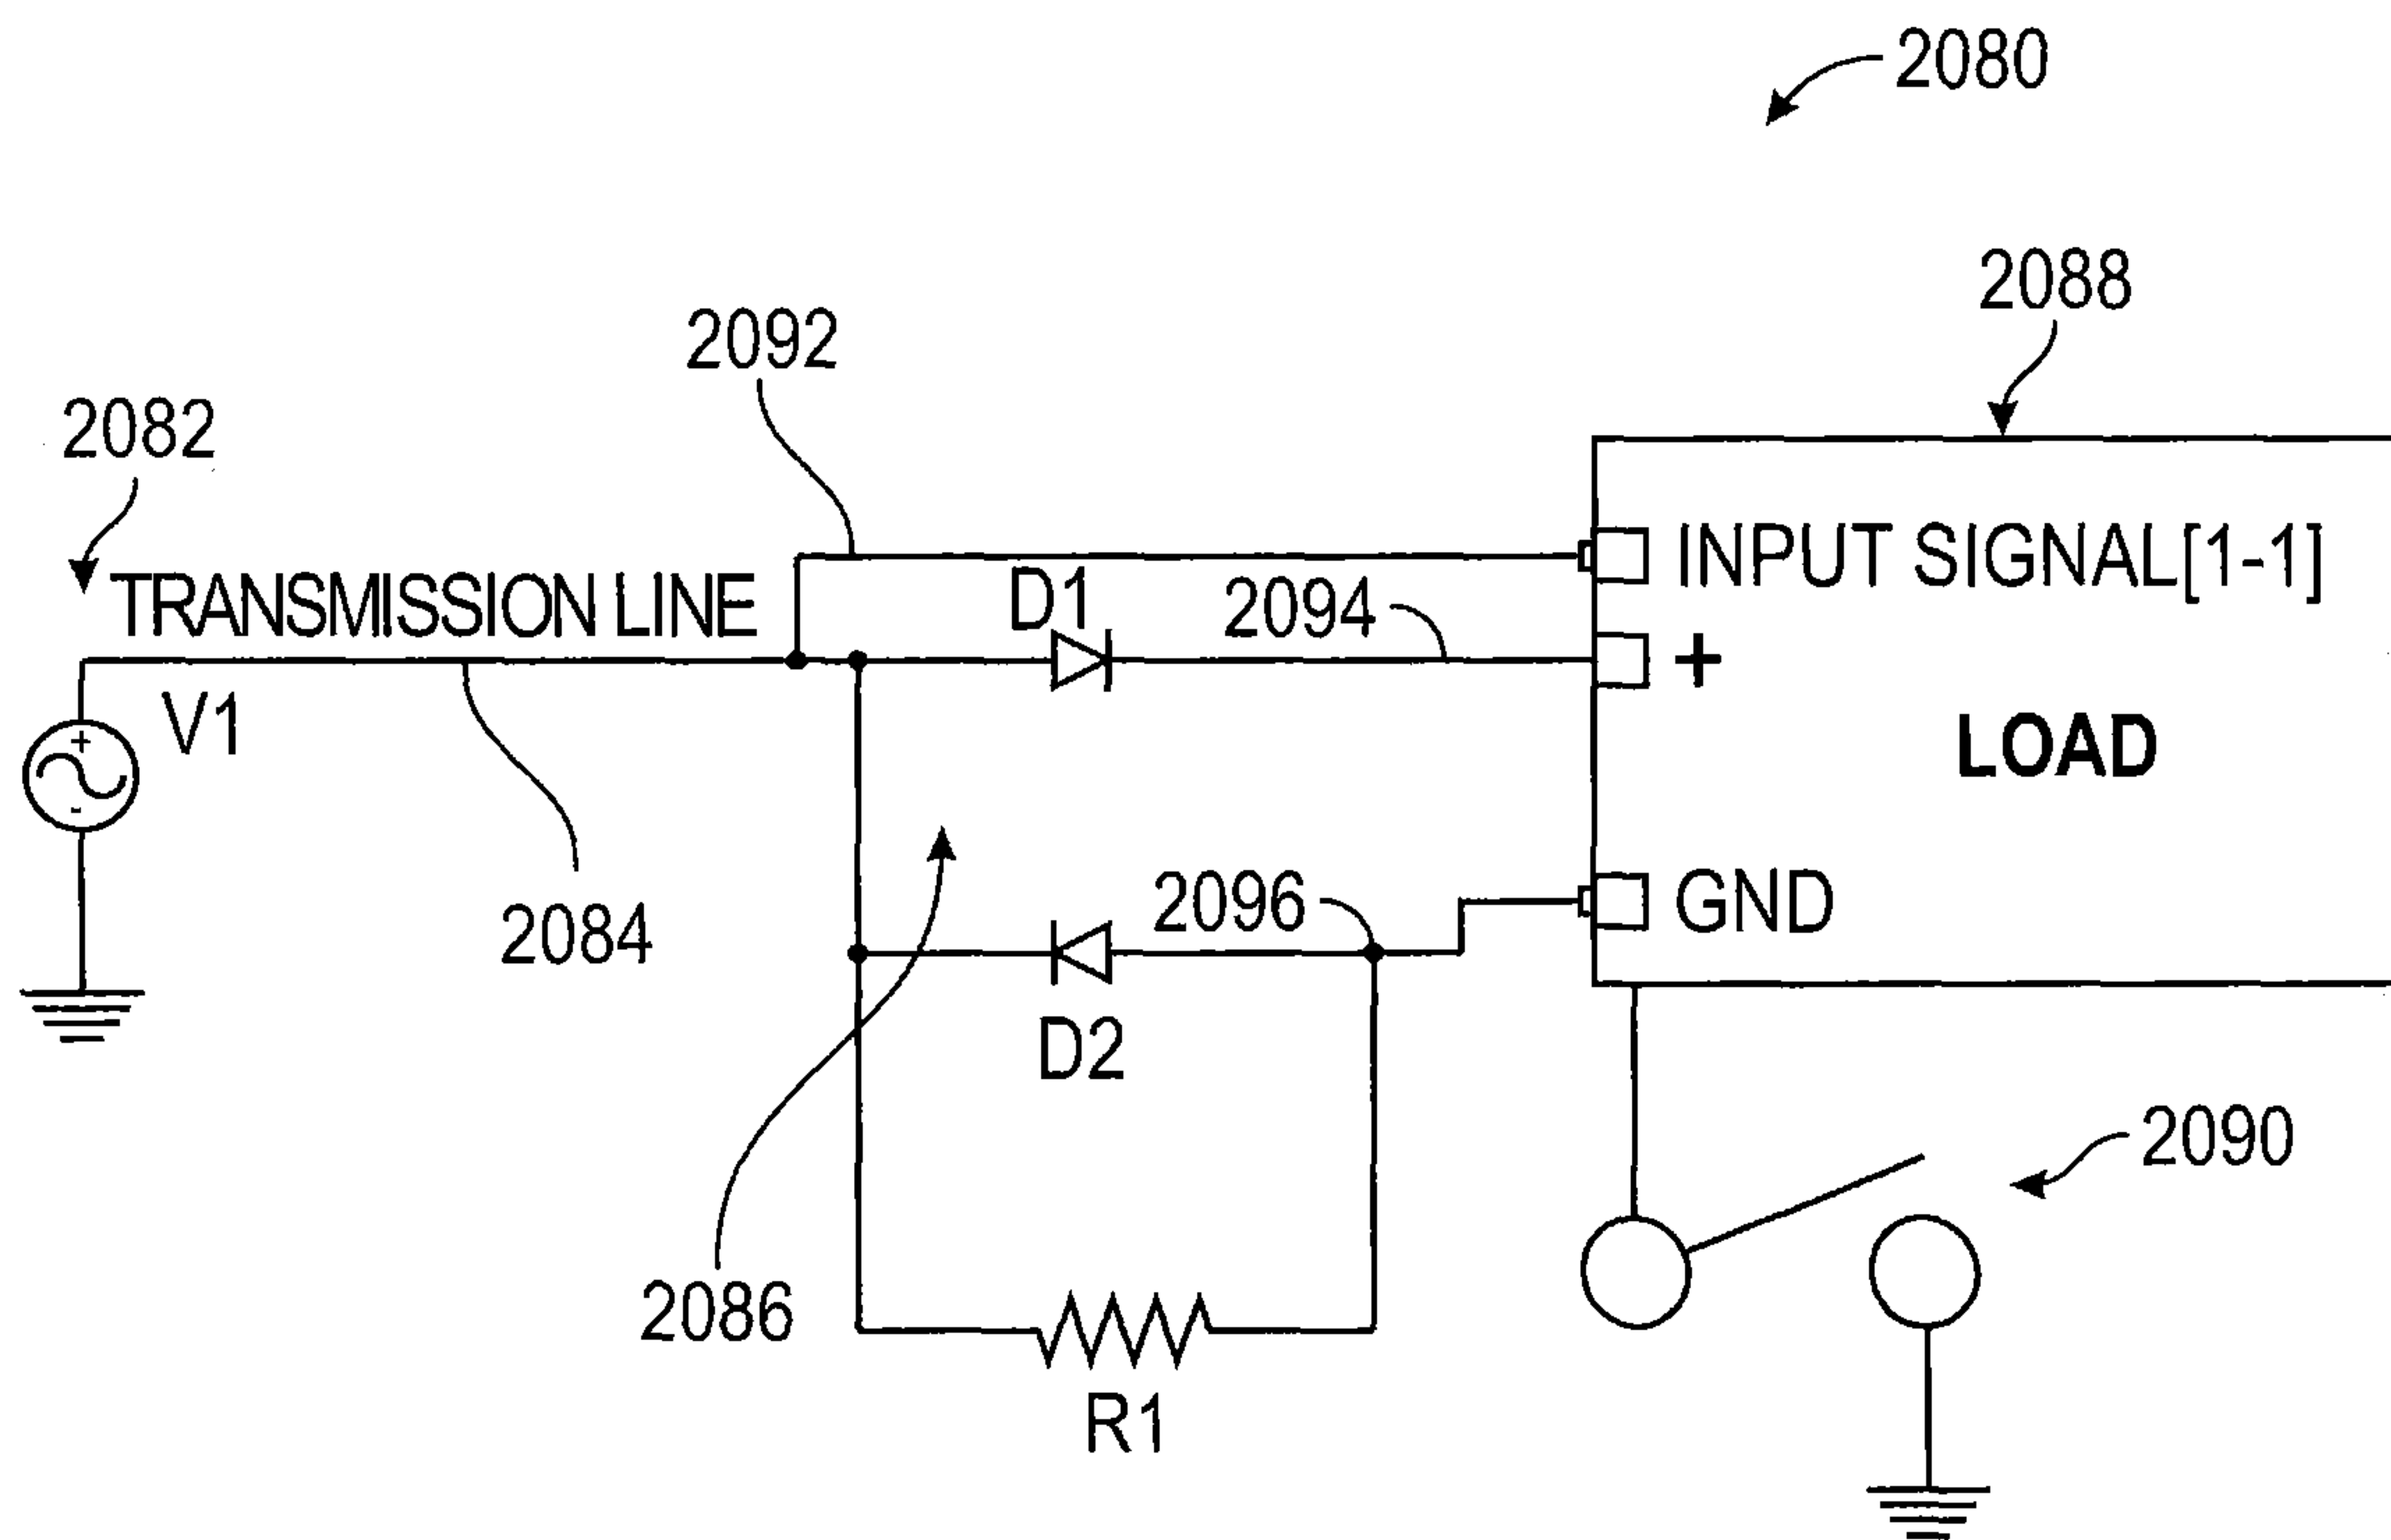 2080
2088
2092
2082
TRANSMISSION LINE
D1
2094
INPUT SIGNAL[1-1]
+
V1
+
-
LOAD
2084
2096
GND
D2
2090
2086
R1